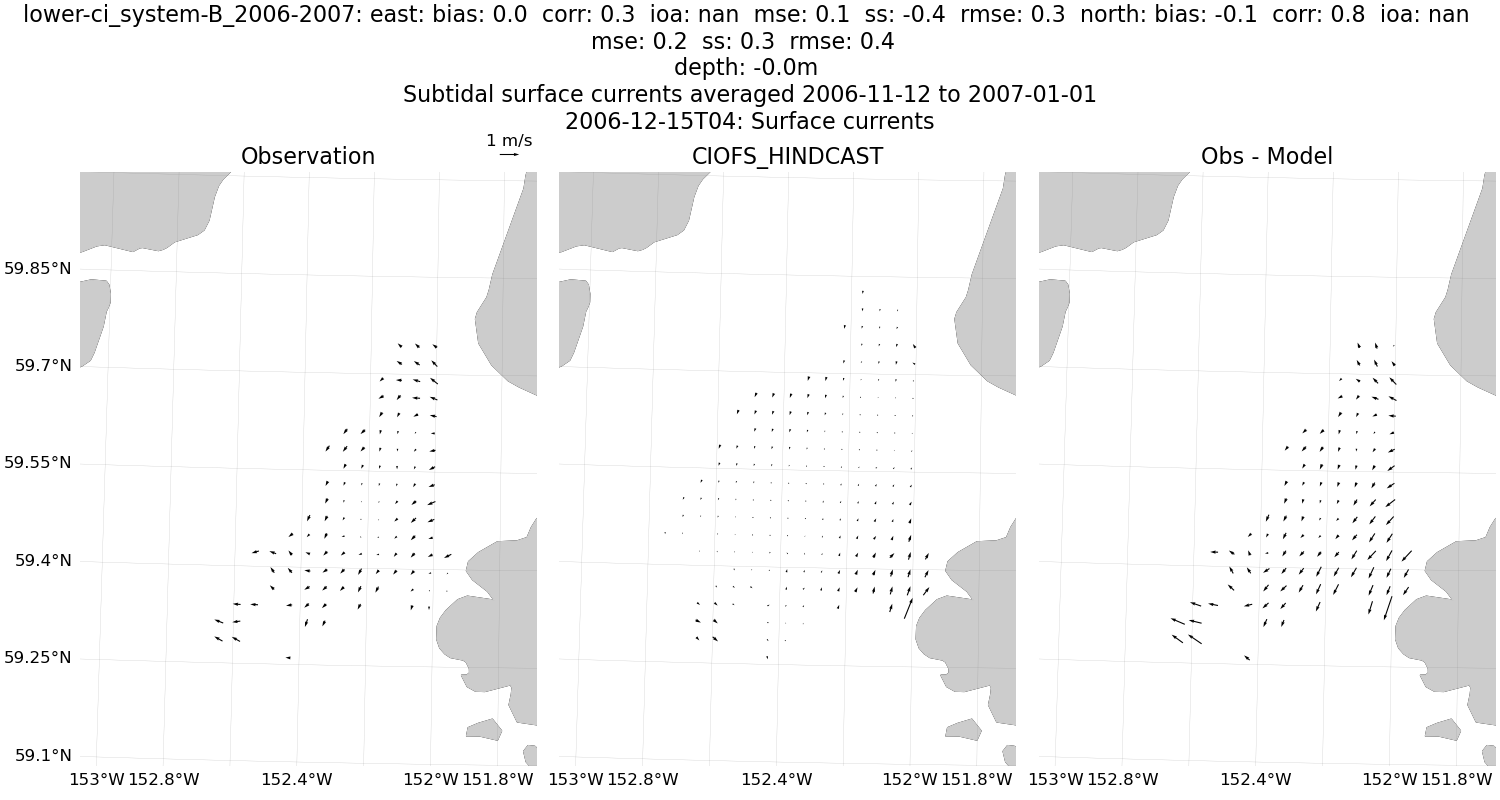 lower-ci_system-B_2006-2007: east: bias: 0.0  corr: 0.3  ioa: nan  mse: 0.1  ss: -0.4  rmse: 0.3  north: bias: -0.1  corr: 0.8  ioa: nan
mse: 0.2  ss: 0.3  rmse: 0.4
depth: -0.0m
Subtidal surface currents averaged 2006-11-12 to 2007-01-01
2006-12-15T04: Surface currents
1 m/s
Observation CIOFS_HINDCAST Obs - Model
59.85°N
59.7°N
59.55°N
59.4°N
59.25°N
59.1°N
153°W 152.8°W 152.4°W 152°W 151.8°W 153°W 152.8°W 152.4°W 152°W 151.8°W 153°W 152.8°W 152.4°W 152°W 151.8°W